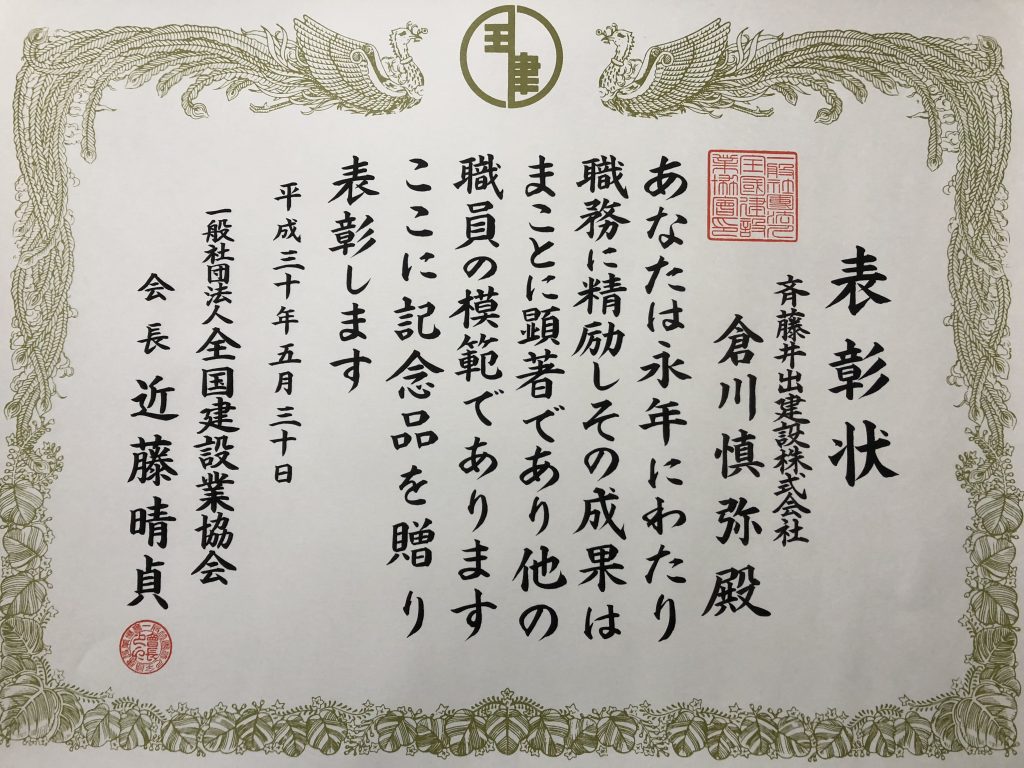 表彰状
斉藤井出建設株式会社
倉川慎弥殿
あなたは永年にわたり
職務に精励しその成果は
まことに顕著であり他の
職員の模範であります
ここに記念品を贈り
表彰します
平成三十年五月三十日
一般社団法人全国建設業協会
会長 近藤晴貞